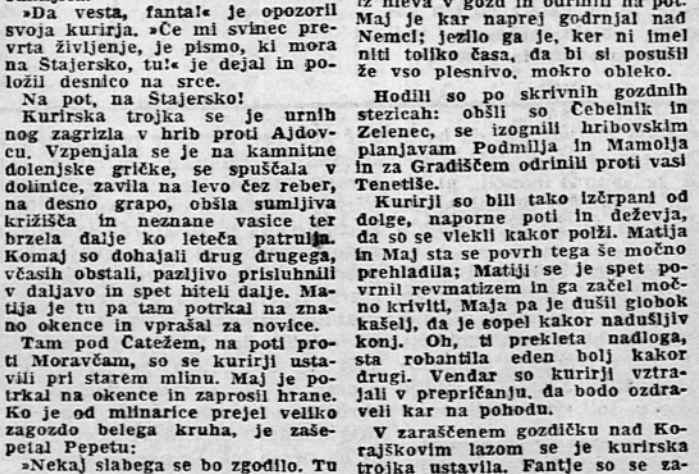 »Da vesta, fanta!« je opozoril
svoja kurirja. »Če mi svinec pre-
vrta življenje, je pismo, ki mora
na Štajersko, tu!« je dejal in po-
ložil desnico na srce.
Na pot, na Štajersko!
Kurirska trojka se je urnih
nog zagrizla v hrib proti Ajdov-
cu. Vzpenjala se je na kamnitne
dolenjske gričke, se spuščala v
dolinice, zavila na levo čez reber,
na desno grapo, obšla sumljiva
križišča in neznane vasice ter
brzela dalje ko leteča patrulja.
Komaj so dohajali drug drugega,
včasih obstali, pazljivo prisluhnili
v daljavo in spet hiteli dalje. Ma-
tija je tu pa tam potrkal na zna-
no okence in vprašal za novice.
Tam pod Čatežem, na poti pro-
ti Moravčam, so se kurirji usta-
vili pri starem mlinu. Maj je po-
trkal na okence in zaprosil hrane.
Ko je od mlinarice prejel veliko
zagozdo belega kruha, je zaše-
petal Pepetu:
»Nekaj slabega se bo zgodilo. Tu
iz hleva v gozd in odrinili na pot.
Maj je kar naprej godrnjal nad
Nemci; jezilo ga je, ker ni imel
niti toliko časa, da bi si posušil
že vso plesnivo, mokro obleko.
Hodili so po skrivnih gozdnih
stezicah: obšli so Čebelnik in
Zelenec, se izognili hribovskim
planjavam Podmilja in Mamolja
in za Gradiščem odrinili proti vasi
Tenetiše.
Kurirji so bili tako izčrpani od
dolge, naporne poti in deževja,
da so se vlekli kakor polži. Matija
in Maj sta se povrh tega še močno
prehladila; Matiji se je spet po-
vrnil revmatizem in ga začel moč-
no kriviti, Maja pa je dušil globok
kašelj, da je sopel kakor nadušljiv
konj. Oh, ti prekleta nadloga,
sta robantila eden bolj kakor
drugi. Vendar so kurirji vztra-
jali v prepričanju, da bodo ozdra-
veli kar na pohodu.
V zaraščenem gozdičku nad Ko-
rajškovim lazom se je kurirska
trojka ustavila. Fantje so se za-